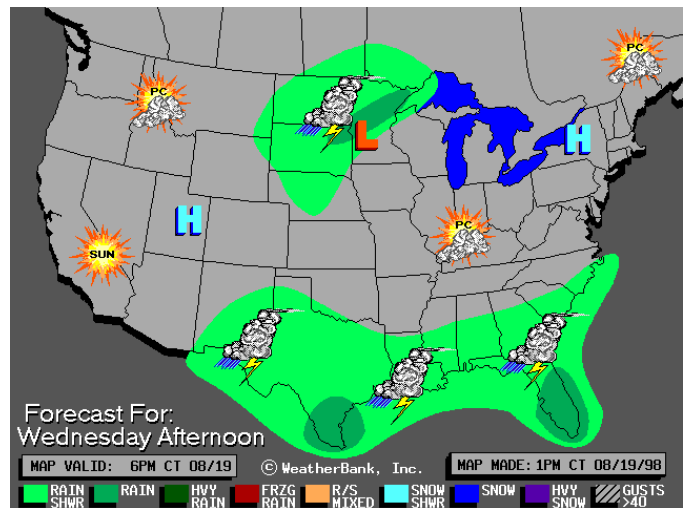 PC
PC
L
H
H
PC
SUN
Forecast For:
Wednesday Afternoon
MAP VALID: 6PM CT 08/19
© WeatherBank, Inc.
MAP MADE: 1PM CT 08/19/98
RAIN SHWR
RAIN
HVY RAIN
FRZG RAIN
R/S MIXED
SNOW SHWR
SNOW
HVY SNOW
GUSTS >40